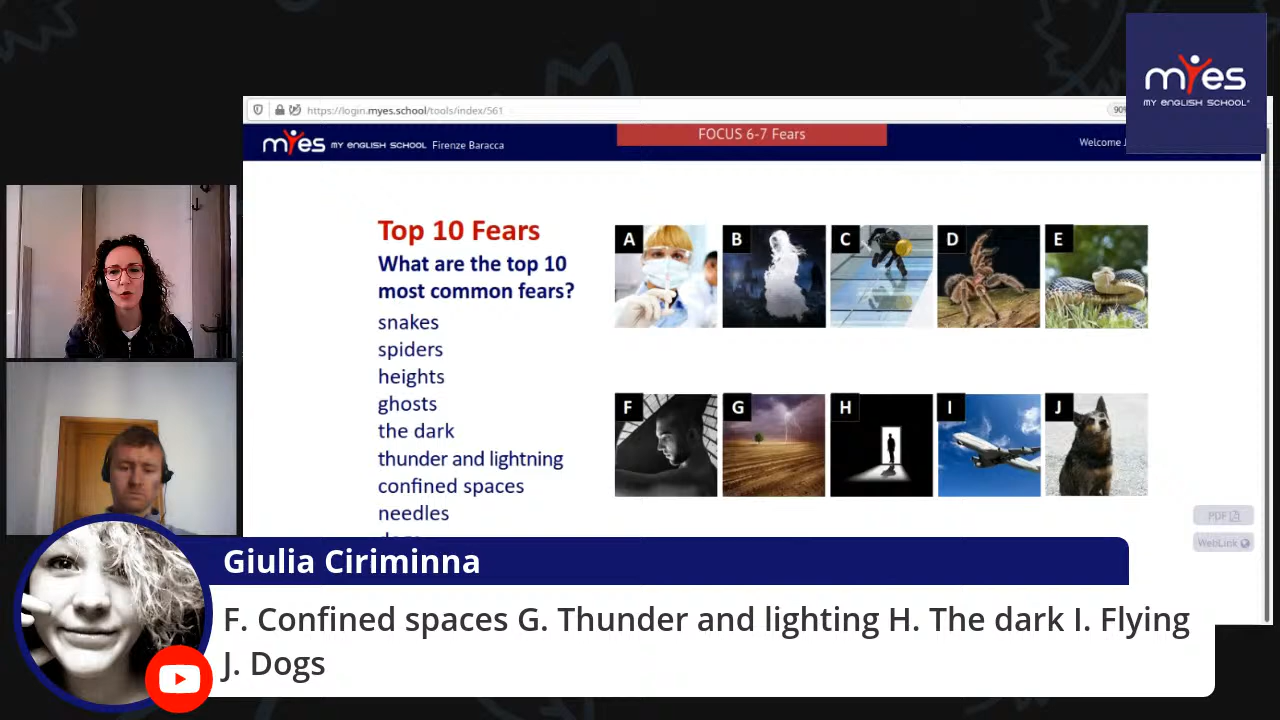 myes
MY ENGLISH SCHOOL
https://login.myes.school/tools/index/561
90%
myes MY ENGLISH SCHOOL Firenze Baracca
FOCUS 6-7 Fears
Welcome
Top 10 Fears
What are the top 10
most common fears?
snakes
spiders
heights
ghosts
the dark
thunder and lightning
confined spaces
needles
A B C D E
F G H I J
PDF
WebLink
Giulia Ciriminna
F. Confined spaces G. Thunder and lighting H. The dark I. Flying
J. Dogs